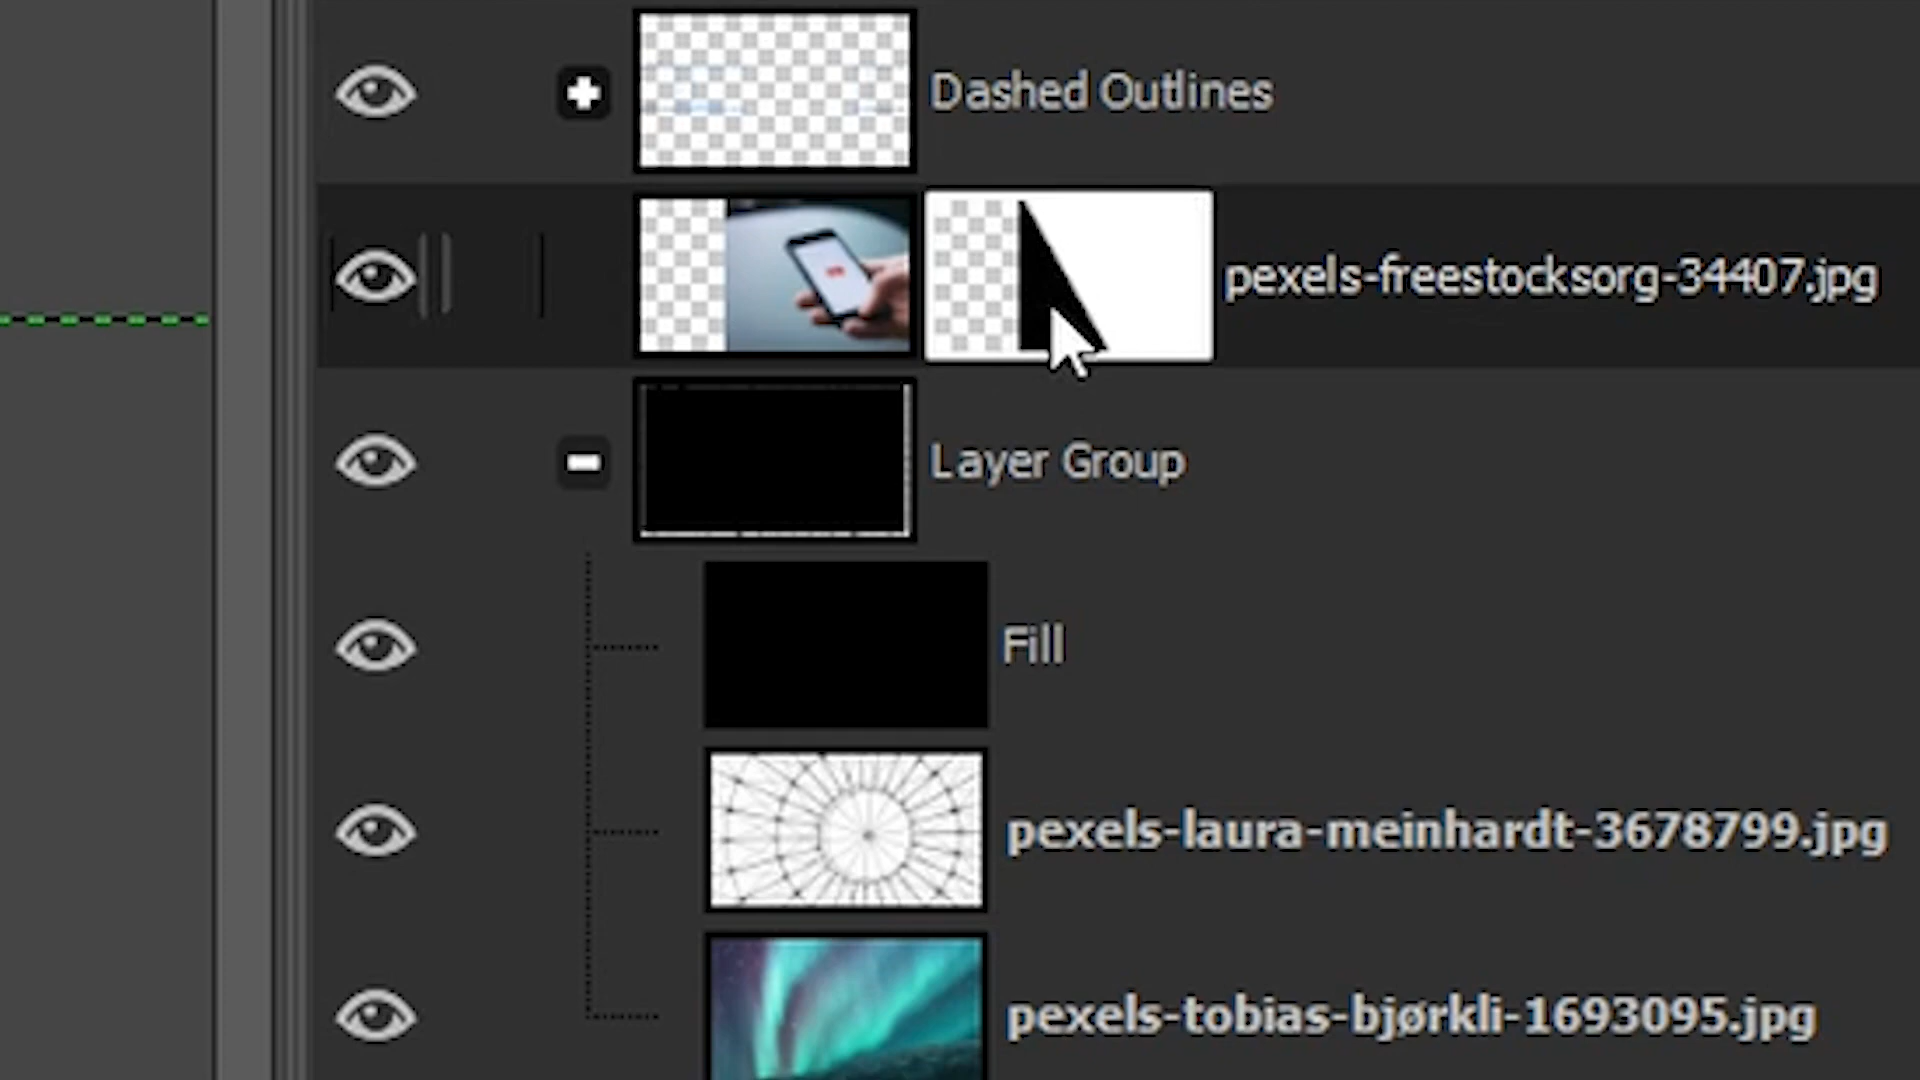 Dashed Outlines
pexels-freestocksorg-34407.jpg
Layer Group
Fill
pexels-laura-meinhardt-3678799.jpg
pexels-tobias-bjørkli-1693095.jpg